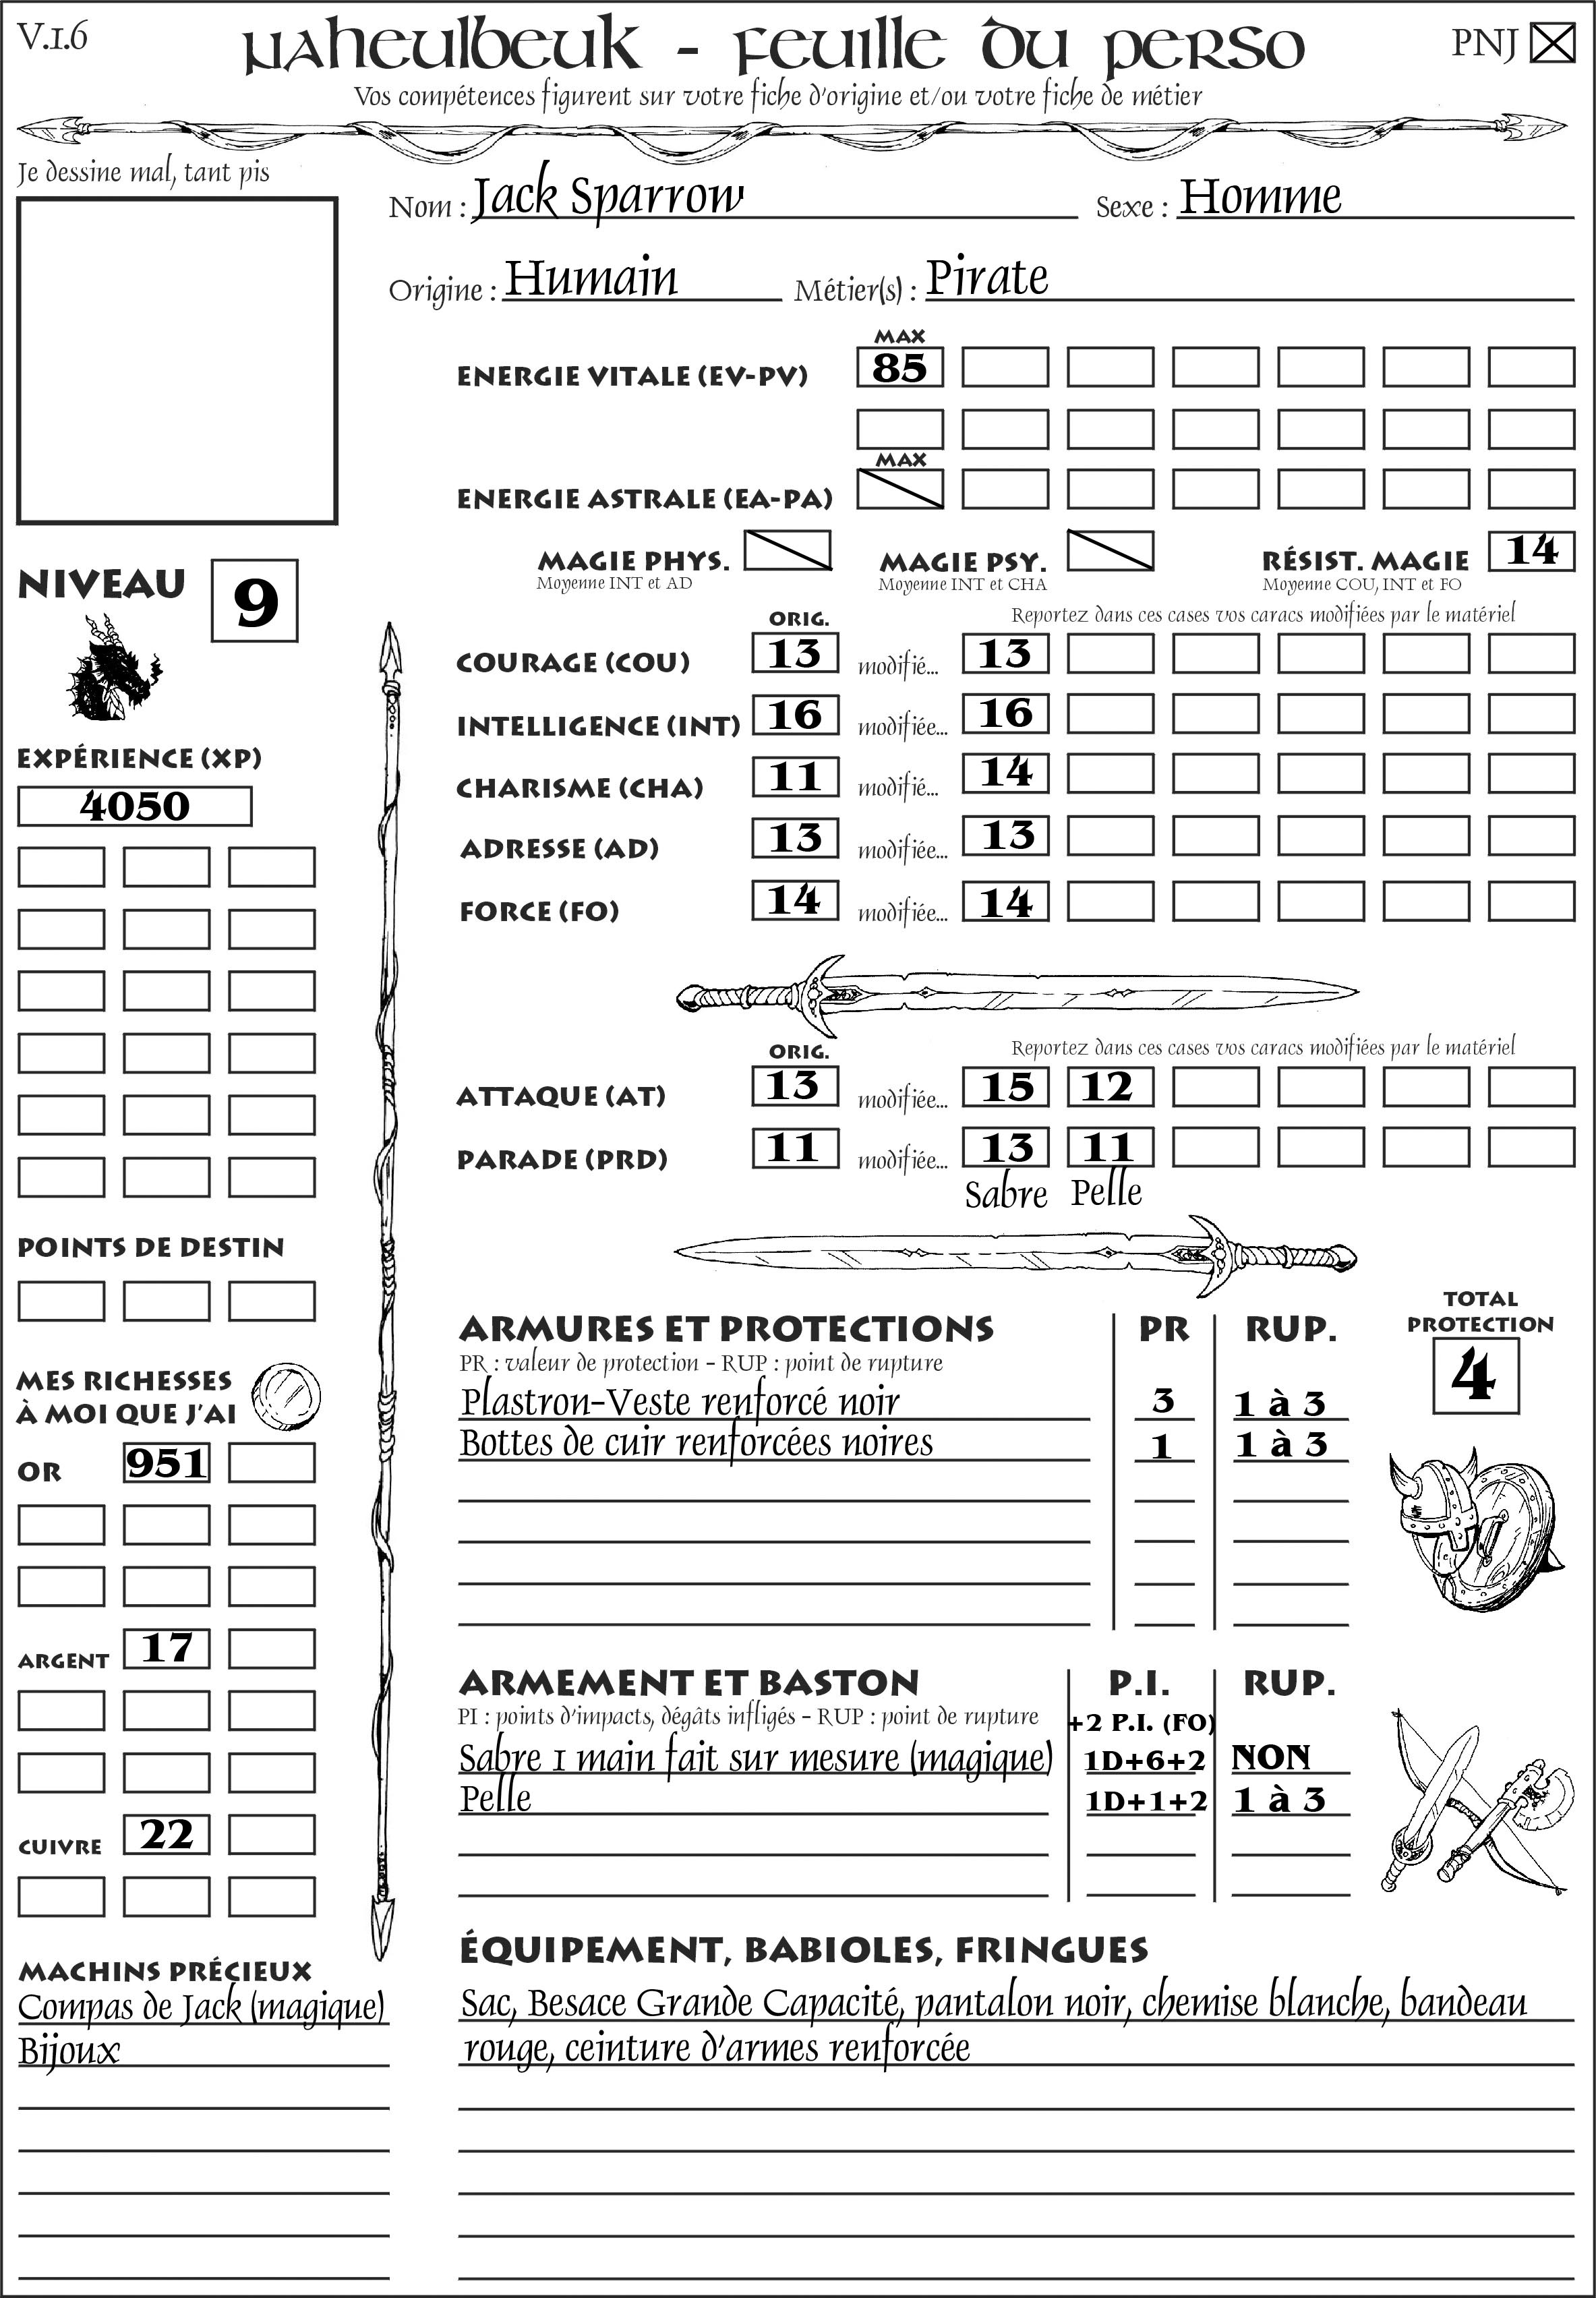 V.1.6
Naheulbeuk - Feuille du perso
PNJ
Vos compétences figurent sur votre fiche d'origine et/ou votre fiche de métier
Je dessine mal, tant pis
Nom : Jack Sparrow Sexe : Homme
Origine : Humain Métier(s) : Pirate
MAX
ENERGIE VITALE (EV-PV) 85
MAX
ENERGIE ASTRALE (EA-PA)
MAGIE PHYS. MAGIE PSY. RÉSIST. MAGIE 14
Moyenne INT et AD Moyenne INT et CHA Moyenne COU, INT et FO
NIVEAU 9
ORIG. Reportez dans ces cases vos caracs modifiées par le matériel
COURAGE (COU) 13 modifié... 13
INTELLIGENCE (INT) 16 modifiée... 16
CHARISME (CHA) 11 modifié... 14
ADRESSE (AD) 13 modifiée... 13
FORCE (FO) 14 modifiée... 14
EXPÉRIENCE (XP)
4050
ORIG. Reportez dans ces cases vos caracs modifiées par le matériel
ATTAQUE (AT) 13 modifiée... 15 12
PARADE (PRD) 11 modifiée... 13 11
Sabre Pelle
POINTS DE DESTIN
MES RICHESSES
À MOI QUE J'AI
OR 951
ARGENT 17
CUIVRE 22
ARMURES ET PROTECTIONS PR RUP.
TOTAL
PROTECTION
4
PR : valeur de protection - RUP : point de rupture
Plastron-Veste renforcé noir 3 1 à 3
Bottes de cuir renforcées noires 1 1 à 3
ARMEMENT ET BASTON P.I. RUP.
PI : points d'impacts, dégâts infligés - RUP : point de rupture
+2 P.I. (FO)
Sabre 1 main fait sur mesure (magique) 1D+6+2 NON
Pelle 1D+1+2 1 à 3
MACHINS PRÉCIEUX
Compas de Jack (magique)
Bijoux
ÉQUIPEMENT, BABIOLES, FRINGUES
Sac, Besace Grande Capacité, pantalon noir, chemise blanche, bandeau
rouge, ceinture d'armes renforcée